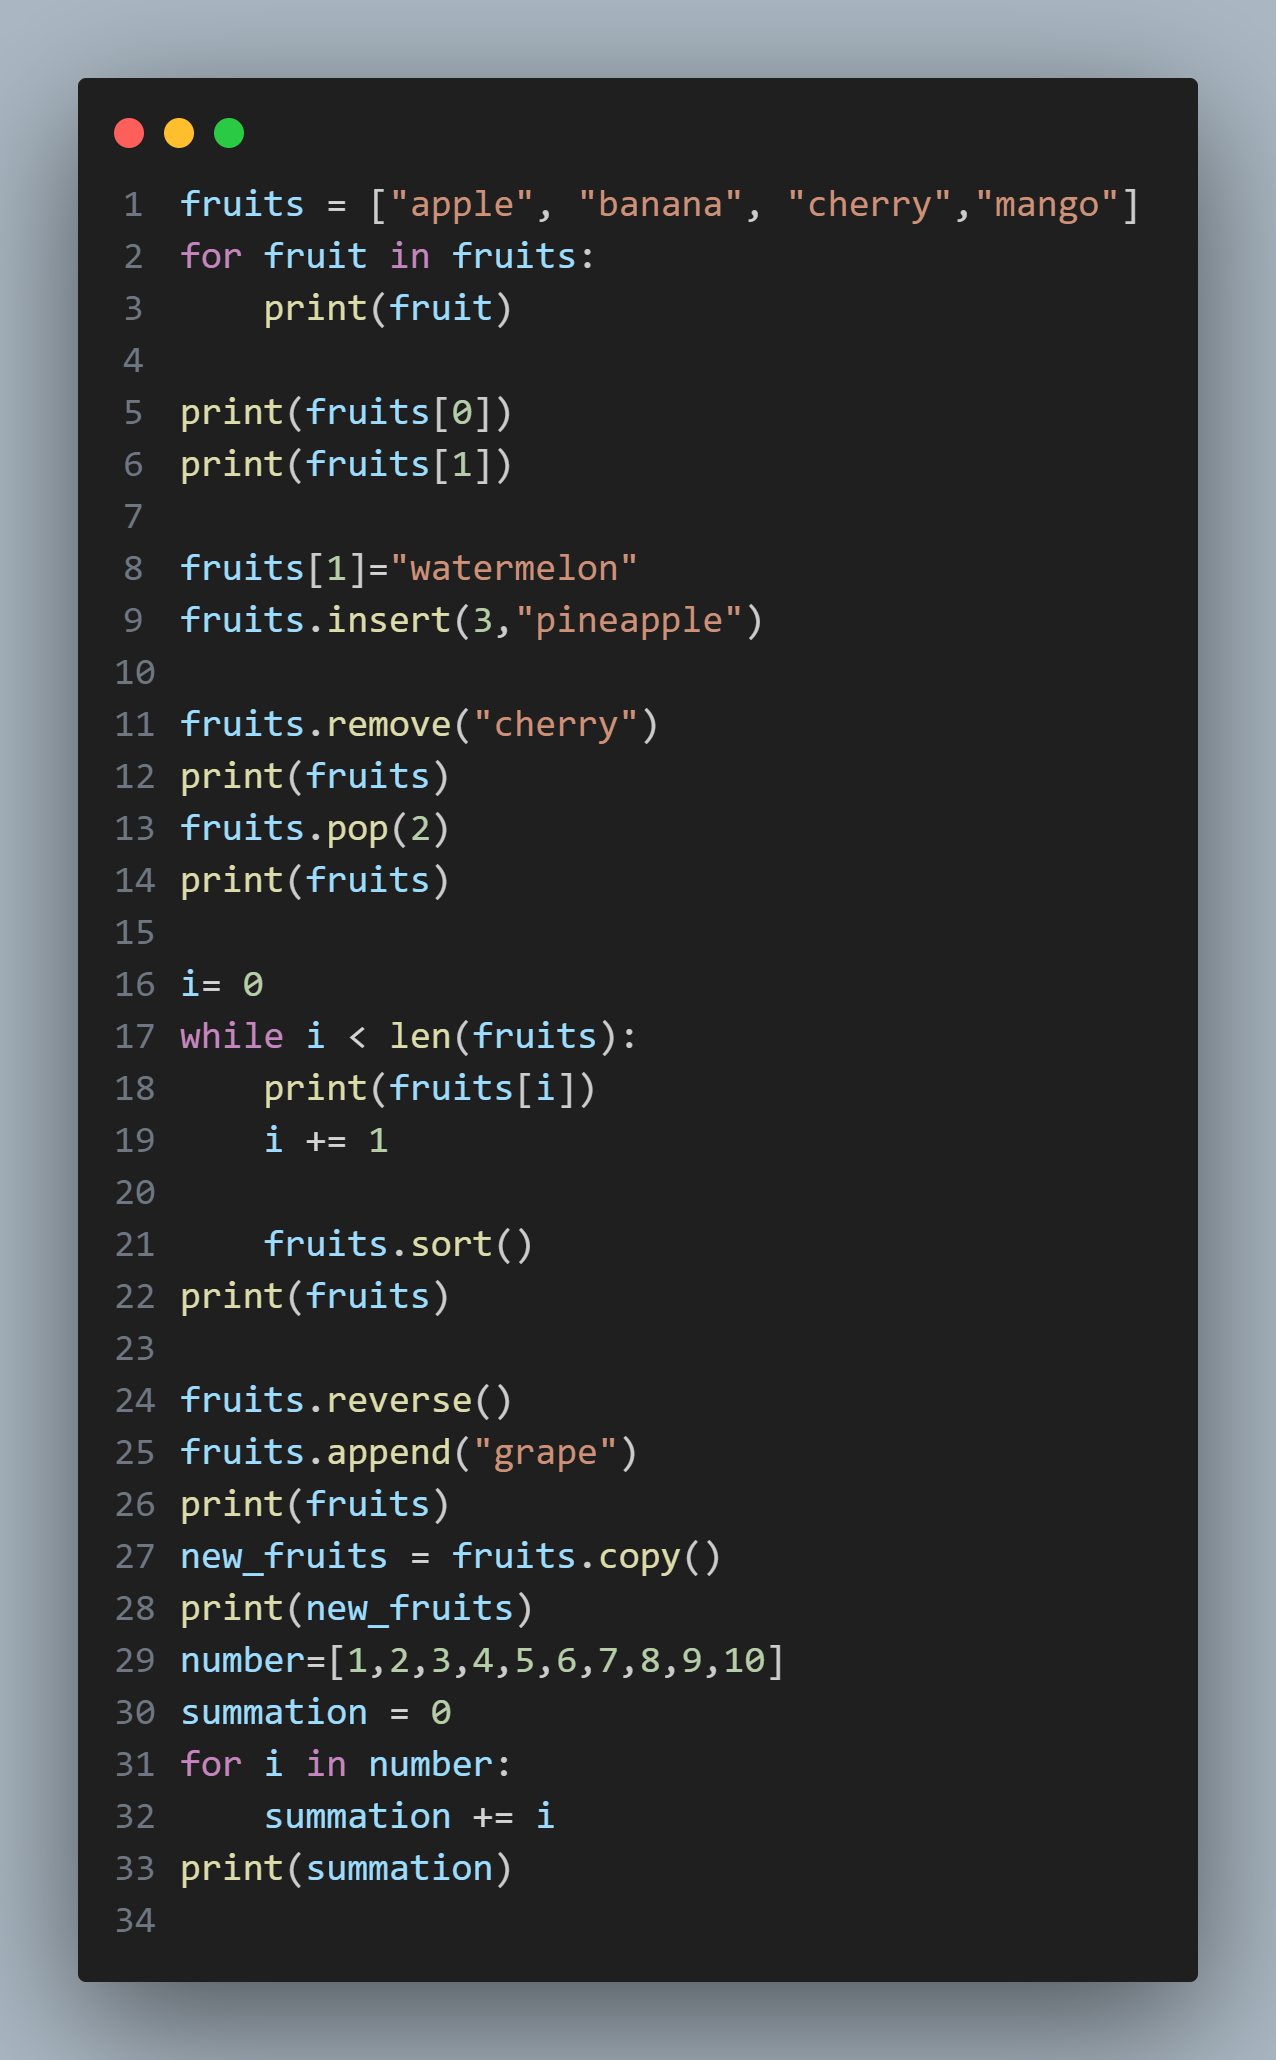 1 fruits = ["apple", "banana", "cherry","mango"]
2 for fruit in fruits:
3     print(fruit)
4
5 print(fruits[0])
6 print(fruits[1])
7
8 fruits[1]="watermelon"
9 fruits.insert(3,"pineapple")
10
11 fruits.remove("cherry")
12 print(fruits)
13 fruits.pop(2)
14 print(fruits)
15
16 i= 0
17 while i < len(fruits):
18     print(fruits[i])
19     i += 1
20
21     fruits.sort()
22 print(fruits)
23
24 fruits.reverse()
25 fruits.append("grape")
26 print(fruits)
27 new_fruits = fruits.copy()
28 print(new_fruits)
29 number=[1,2,3,4,5,6,7,8,9,10]
30 summation = 0
31 for i in number:
32     summation += i
33 print(summation)
34